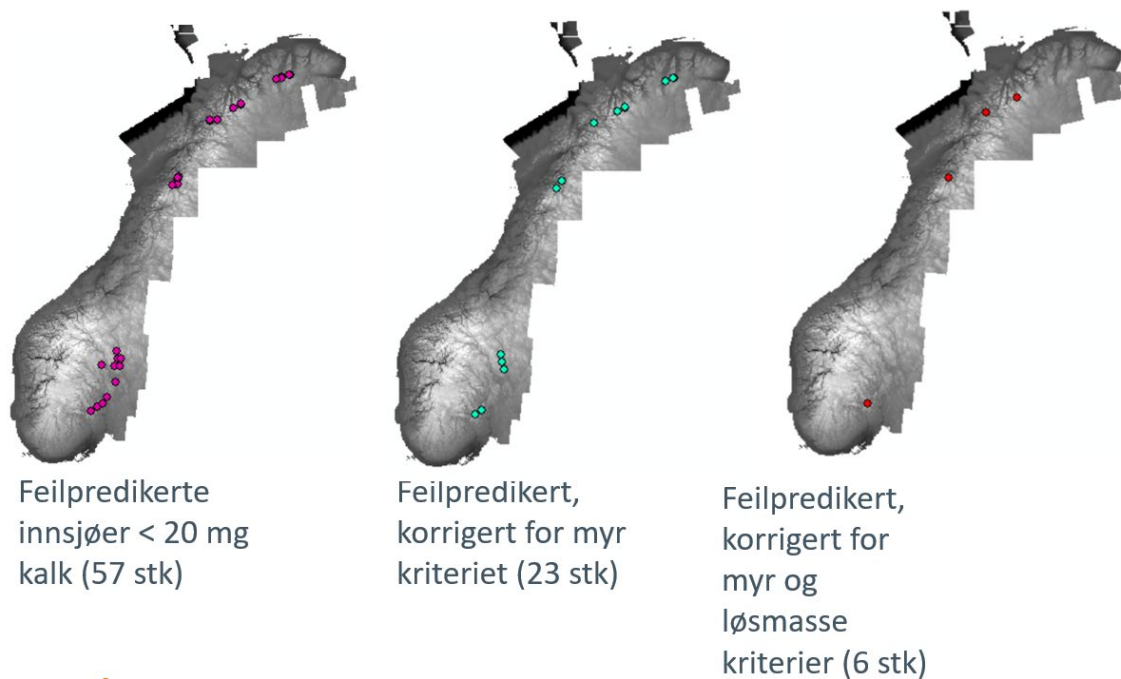 Feilpredikerte
innsjøer < 20 mg
kalk (57 stk)
Feilpredikert,
korrigert for myr
kriteriet (23 stk)
Feilpredikert,
korrigert for
myr og
løsmasse
kriterier (6 stk)